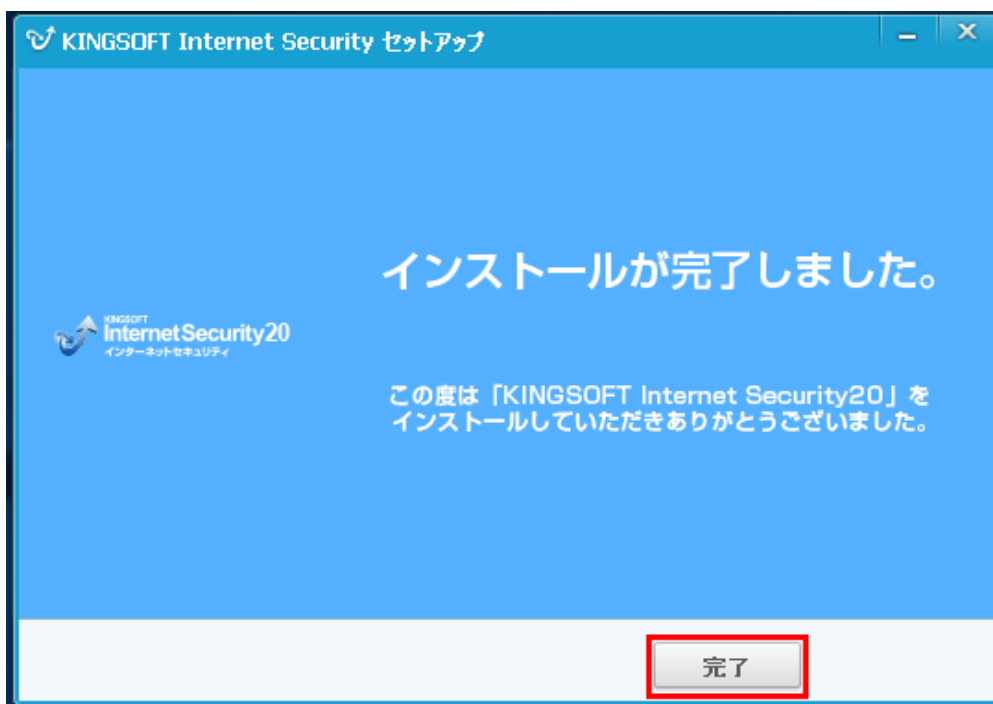 KINGSOFT Internet Security セットアップ
インストールが完了しました。
KINGSOFT
InternetSecurity20
インターネットセキュリティ
この度は「KINGSOFT Internet Security20」を
インストールしていただきありがとうございました。
完了